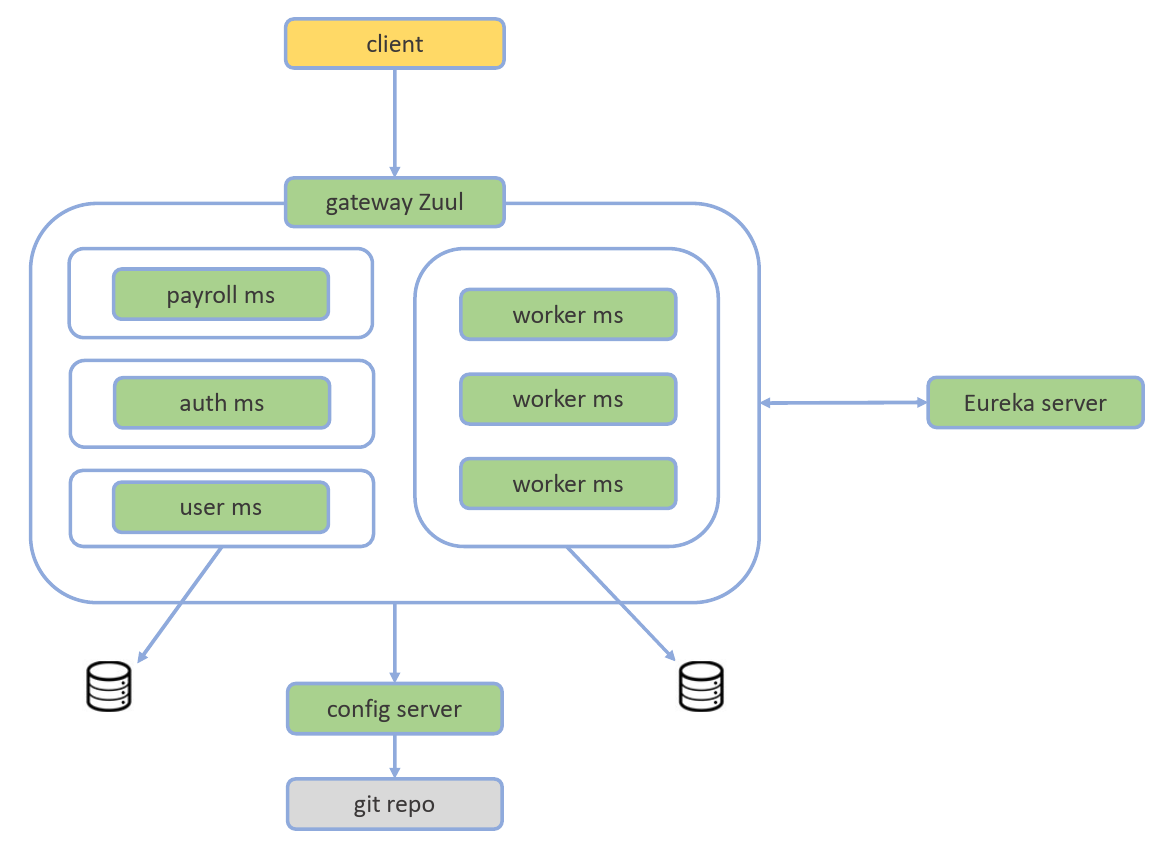 client
gateway Zuul
payroll ms
auth ms
user ms
worker ms
worker ms
worker ms
Eureka server
config server
git repo